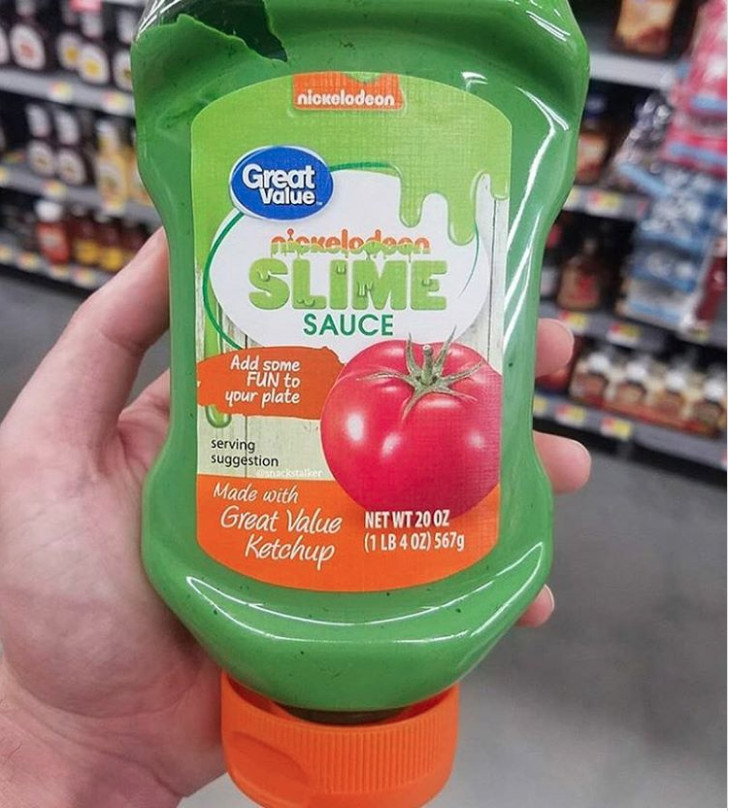 nickelodeon
Great
Value™
nickelodeon
SLIME
SAUCE
Add some
FUN to
your plate
serving
suggestion
@snackstalker
Made with
Great Value
Ketchup
NET WT 20 OZ
(1 LB 4 OZ) 567g